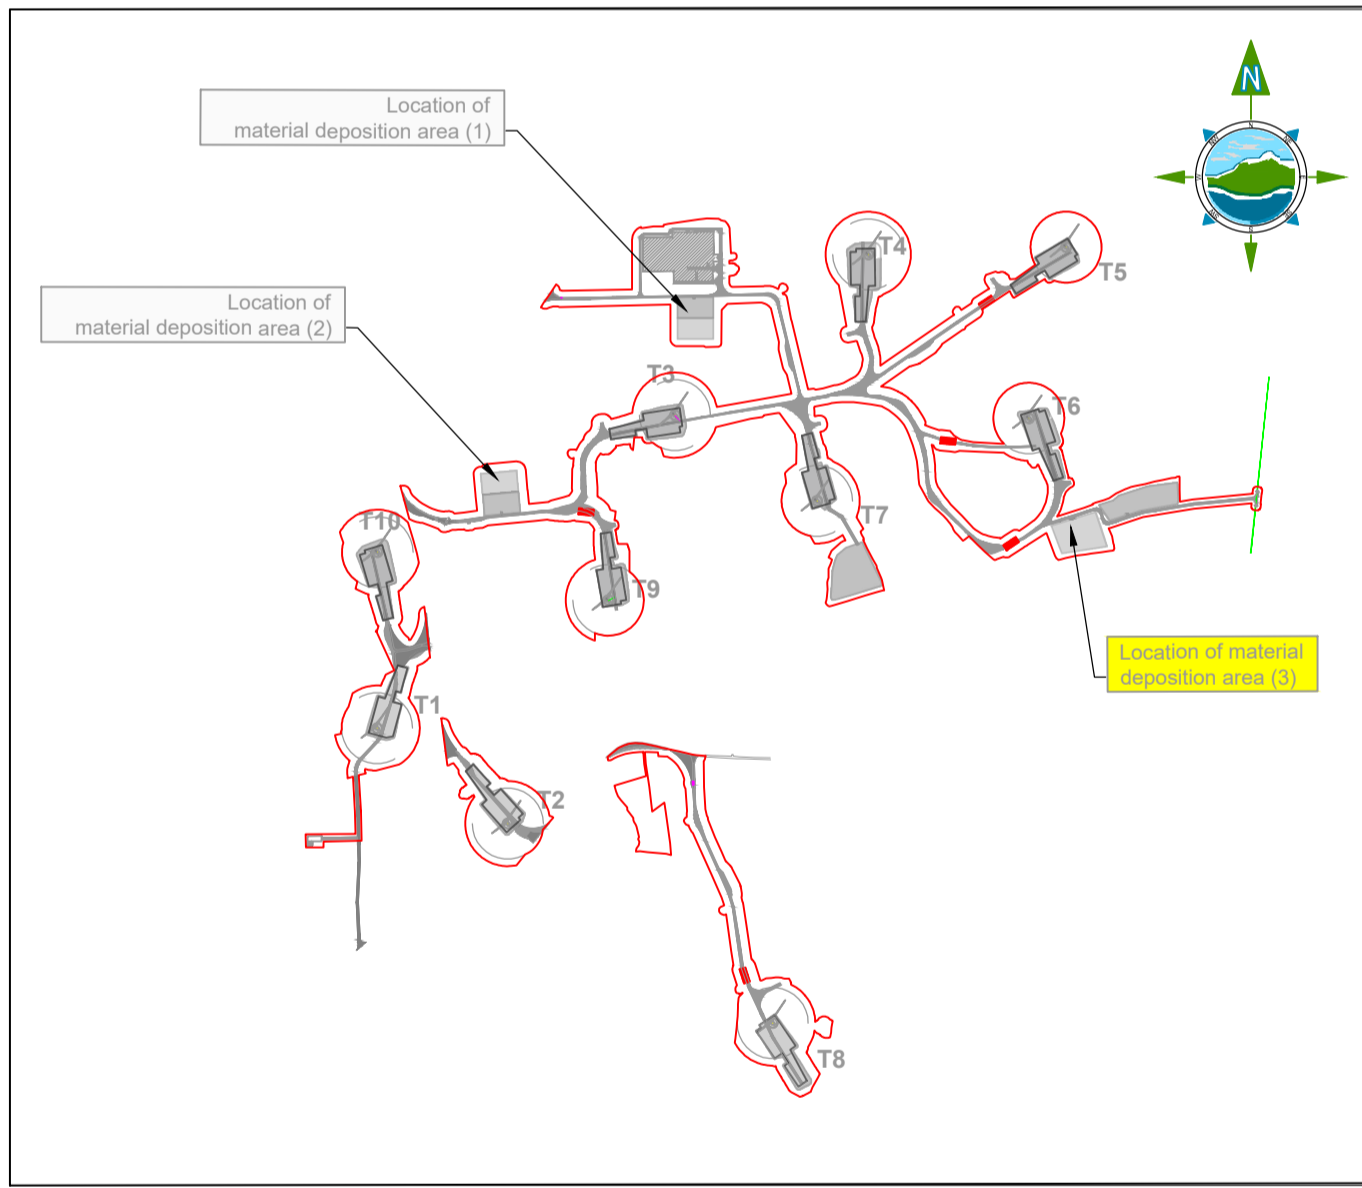 N
Location of
material deposition area (1)
T4
T5
Location of
material deposition area (2)
T3
T6
T7
T10
T9
Location of material
deposition area (3)
T1
T2
T8